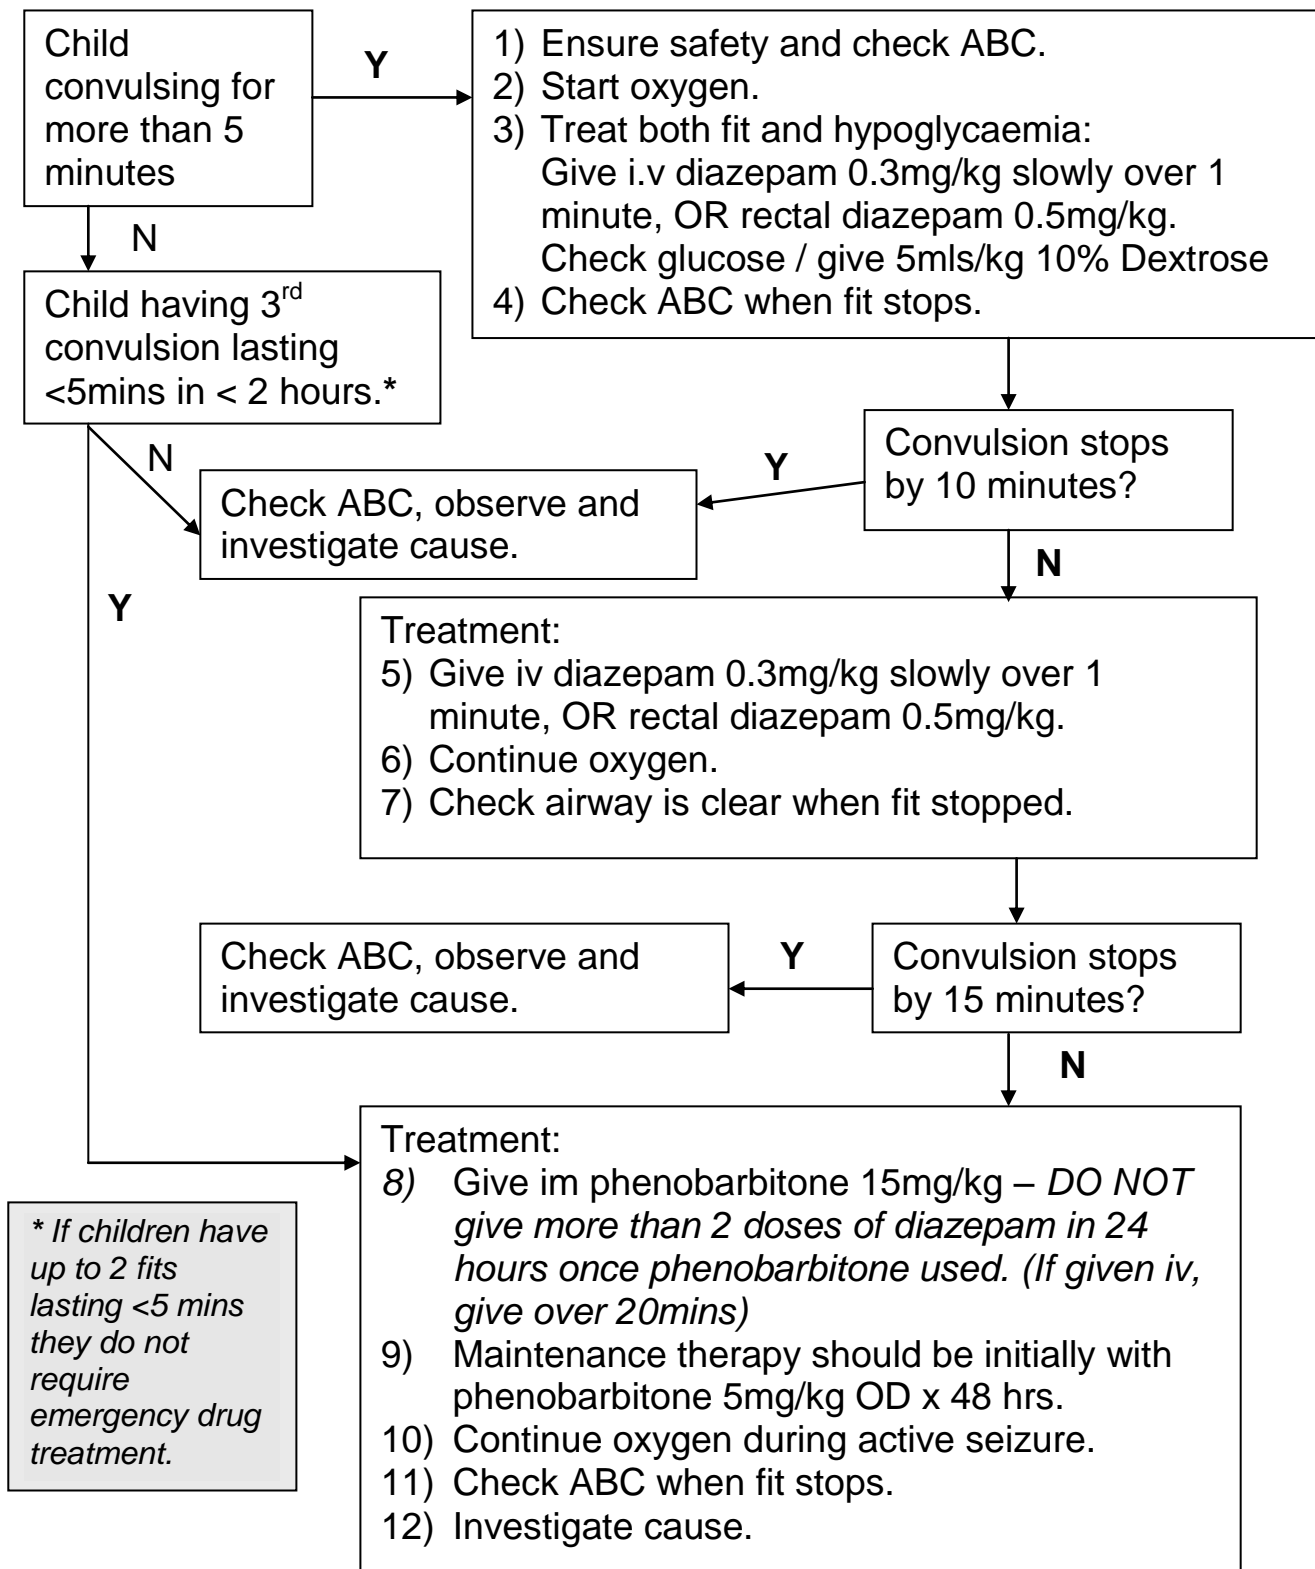 Child
convulsing for
more than 5
minutes
Y
1) Ensure safety and check ABC.
2) Start oxygen.
3) Treat both fit and hypoglycaemia:
Give i.v diazepam 0.3mg/kg slowly over 1
minute, OR rectal diazepam 0.5mg/kg.
Check glucose / give 5mls/kg 10% Dextrose
4) Check ABC when fit stops.
N
Child having 3rd
convulsion lasting
<5mins in < 2 hours.*
N
Y
Convulsion stops
by 10 minutes?
Y
Check ABC, observe and
investigate cause.
N
Treatment:
5) Give iv diazepam 0.3mg/kg slowly over 1
minute, OR rectal diazepam 0.5mg/kg.
6) Continue oxygen.
7) Check airway is clear when fit stopped.
Check ABC, observe and
investigate cause.
Y
Convulsion stops
by 15 minutes?
N
Treatment:
8) Give im phenobarbitone 15mg/kg – DO NOT
give more than 2 doses of diazepam in 24
hours once phenobarbitone used. (If given iv,
give over 20mins)
9) Maintenance therapy should be initially with
phenobarbitone 5mg/kg OD x 48 hrs.
10) Continue oxygen during active seizure.
11) Check ABC when fit stops.
12) Investigate cause.
* If children have
up to 2 fits
lasting <5 mins
they do not
require
emergency drug
treatment.